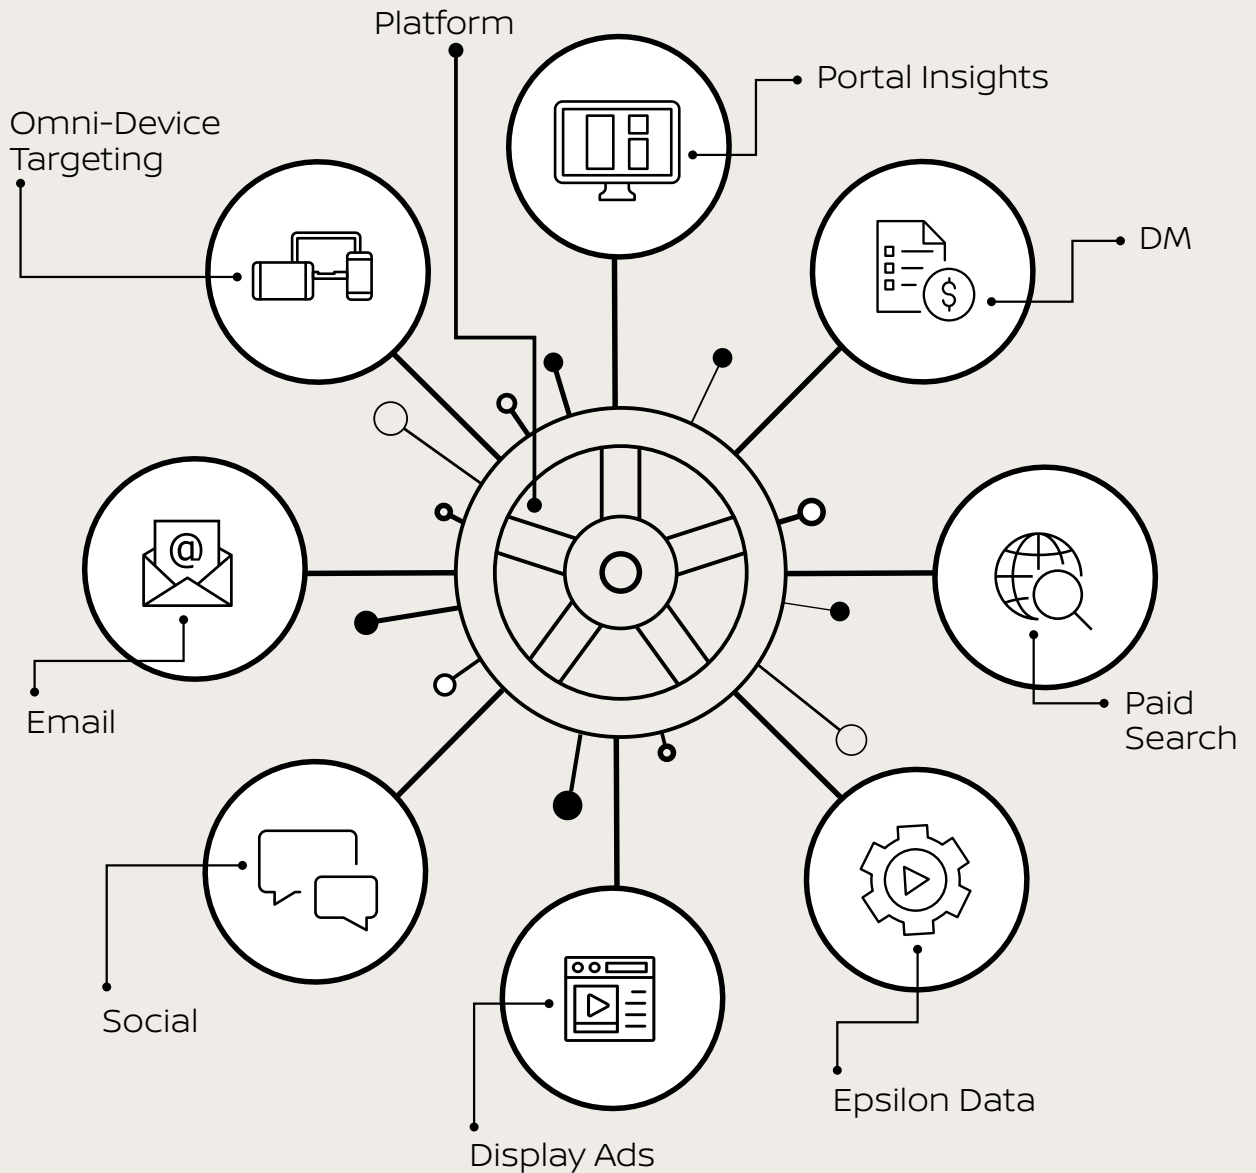 Platform
Portal Insights
Omni-Device
Targeting
DM
$
@
Email
Paid
Search
Social
Epsilon Data
Display Ads